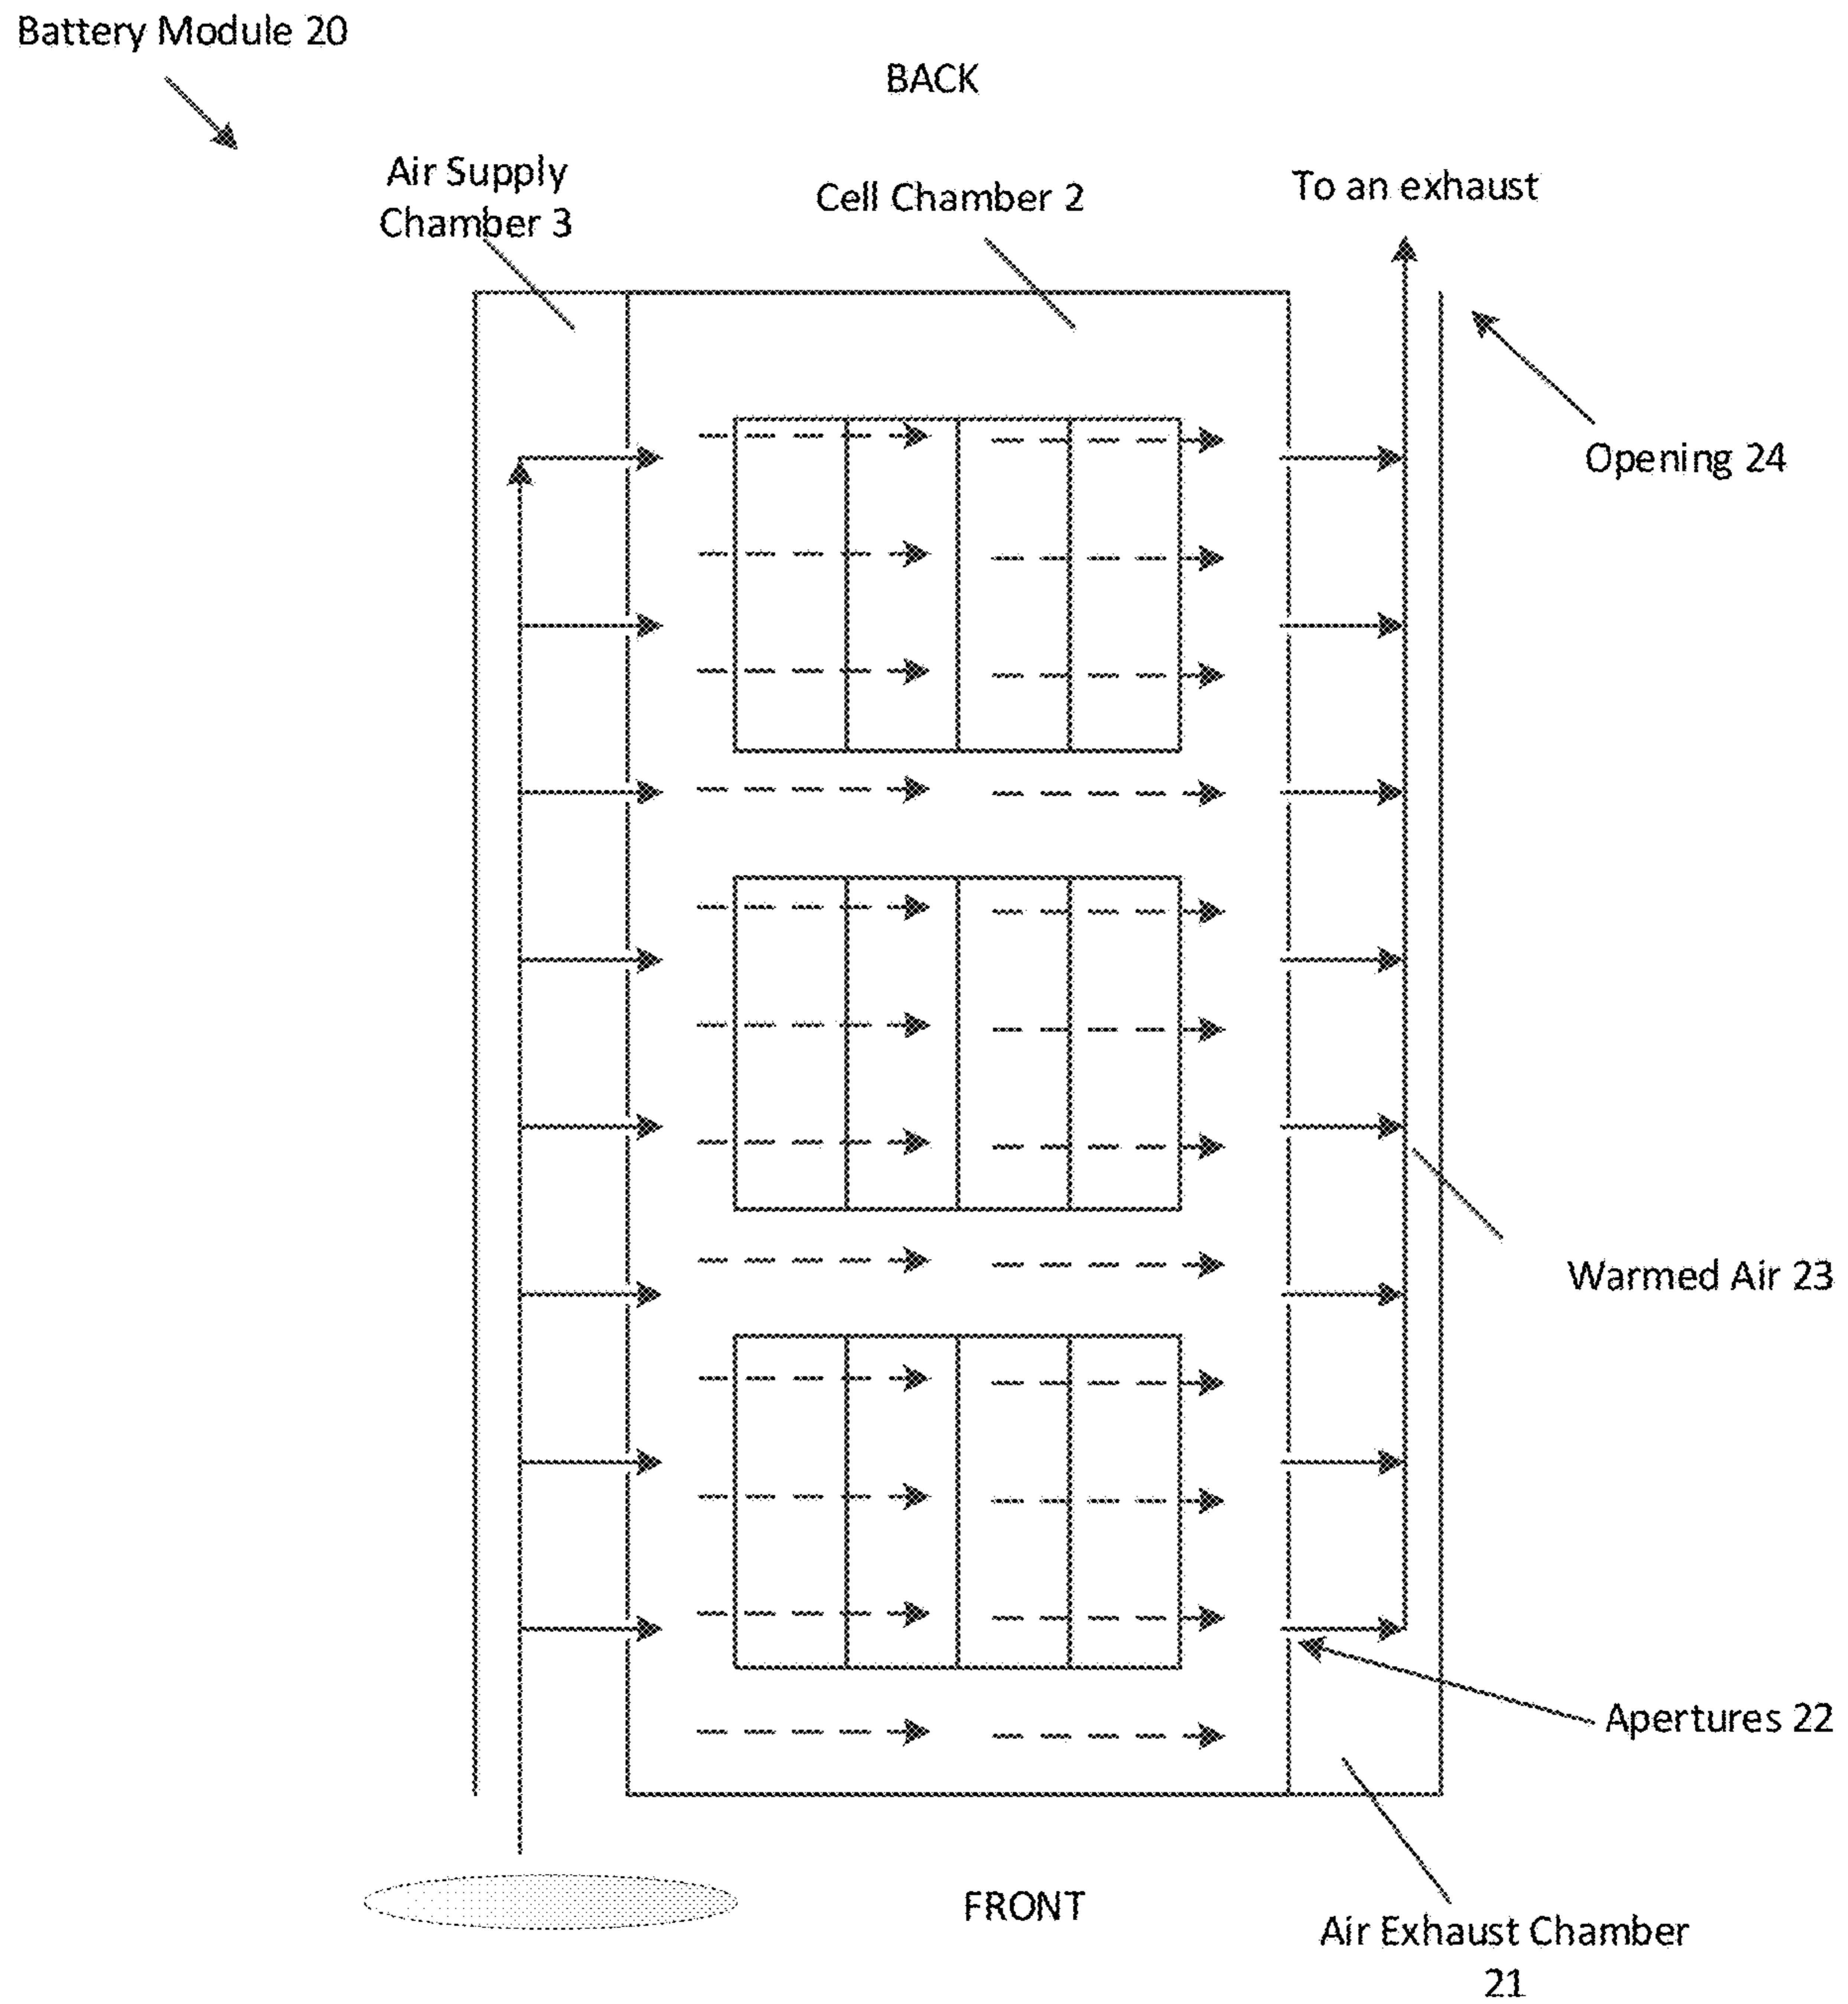 Battery Module 20
BACK
Air Supply
Chamber 3
Cell Chamber 2
To an exhaust
Opening 24
Warmed Air 23
Apertures 22
FRONT
Air Exhaust Chamber
21